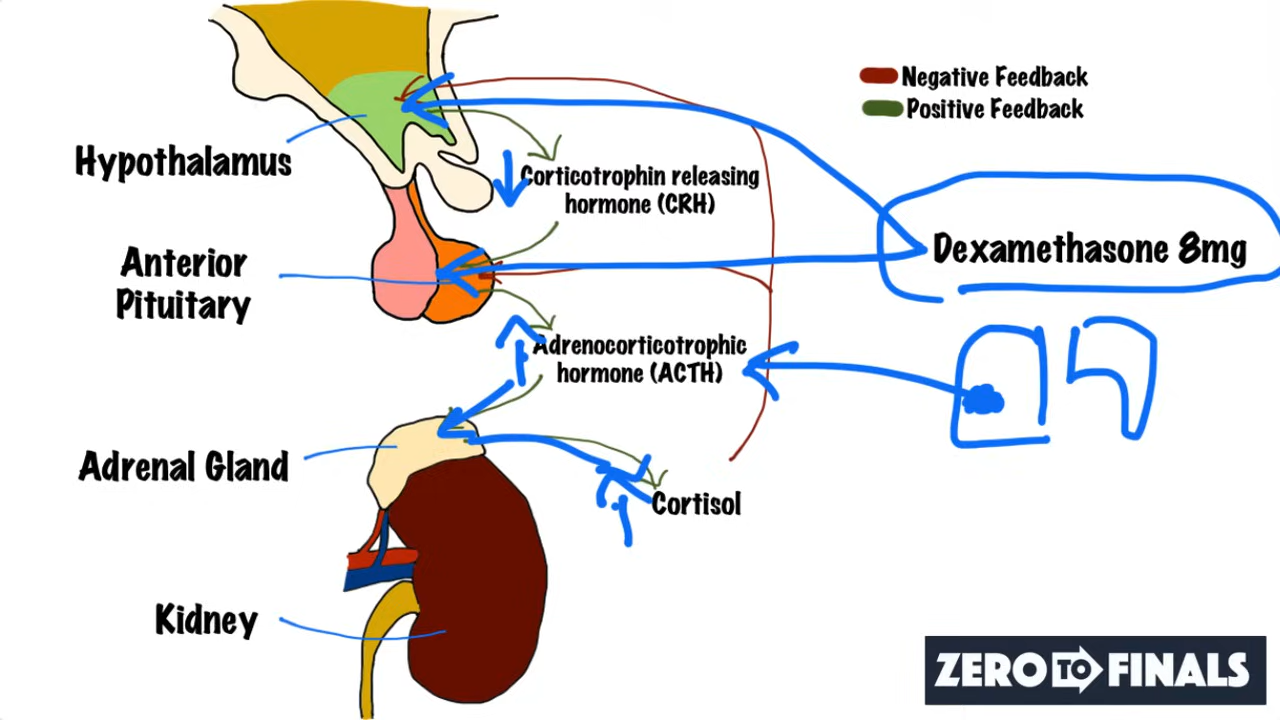 Negative Feedback
Positive Feedback
Hypothalamus
Corticotrophin releasing
hormone (CRH)
Dexamethasone 8mg
Anterior
Pituitary
Adrenocorticotrophic
hormone (ACTH)
Adrenal Gland
Cortisol
Kidney
ZERO TO FINALS